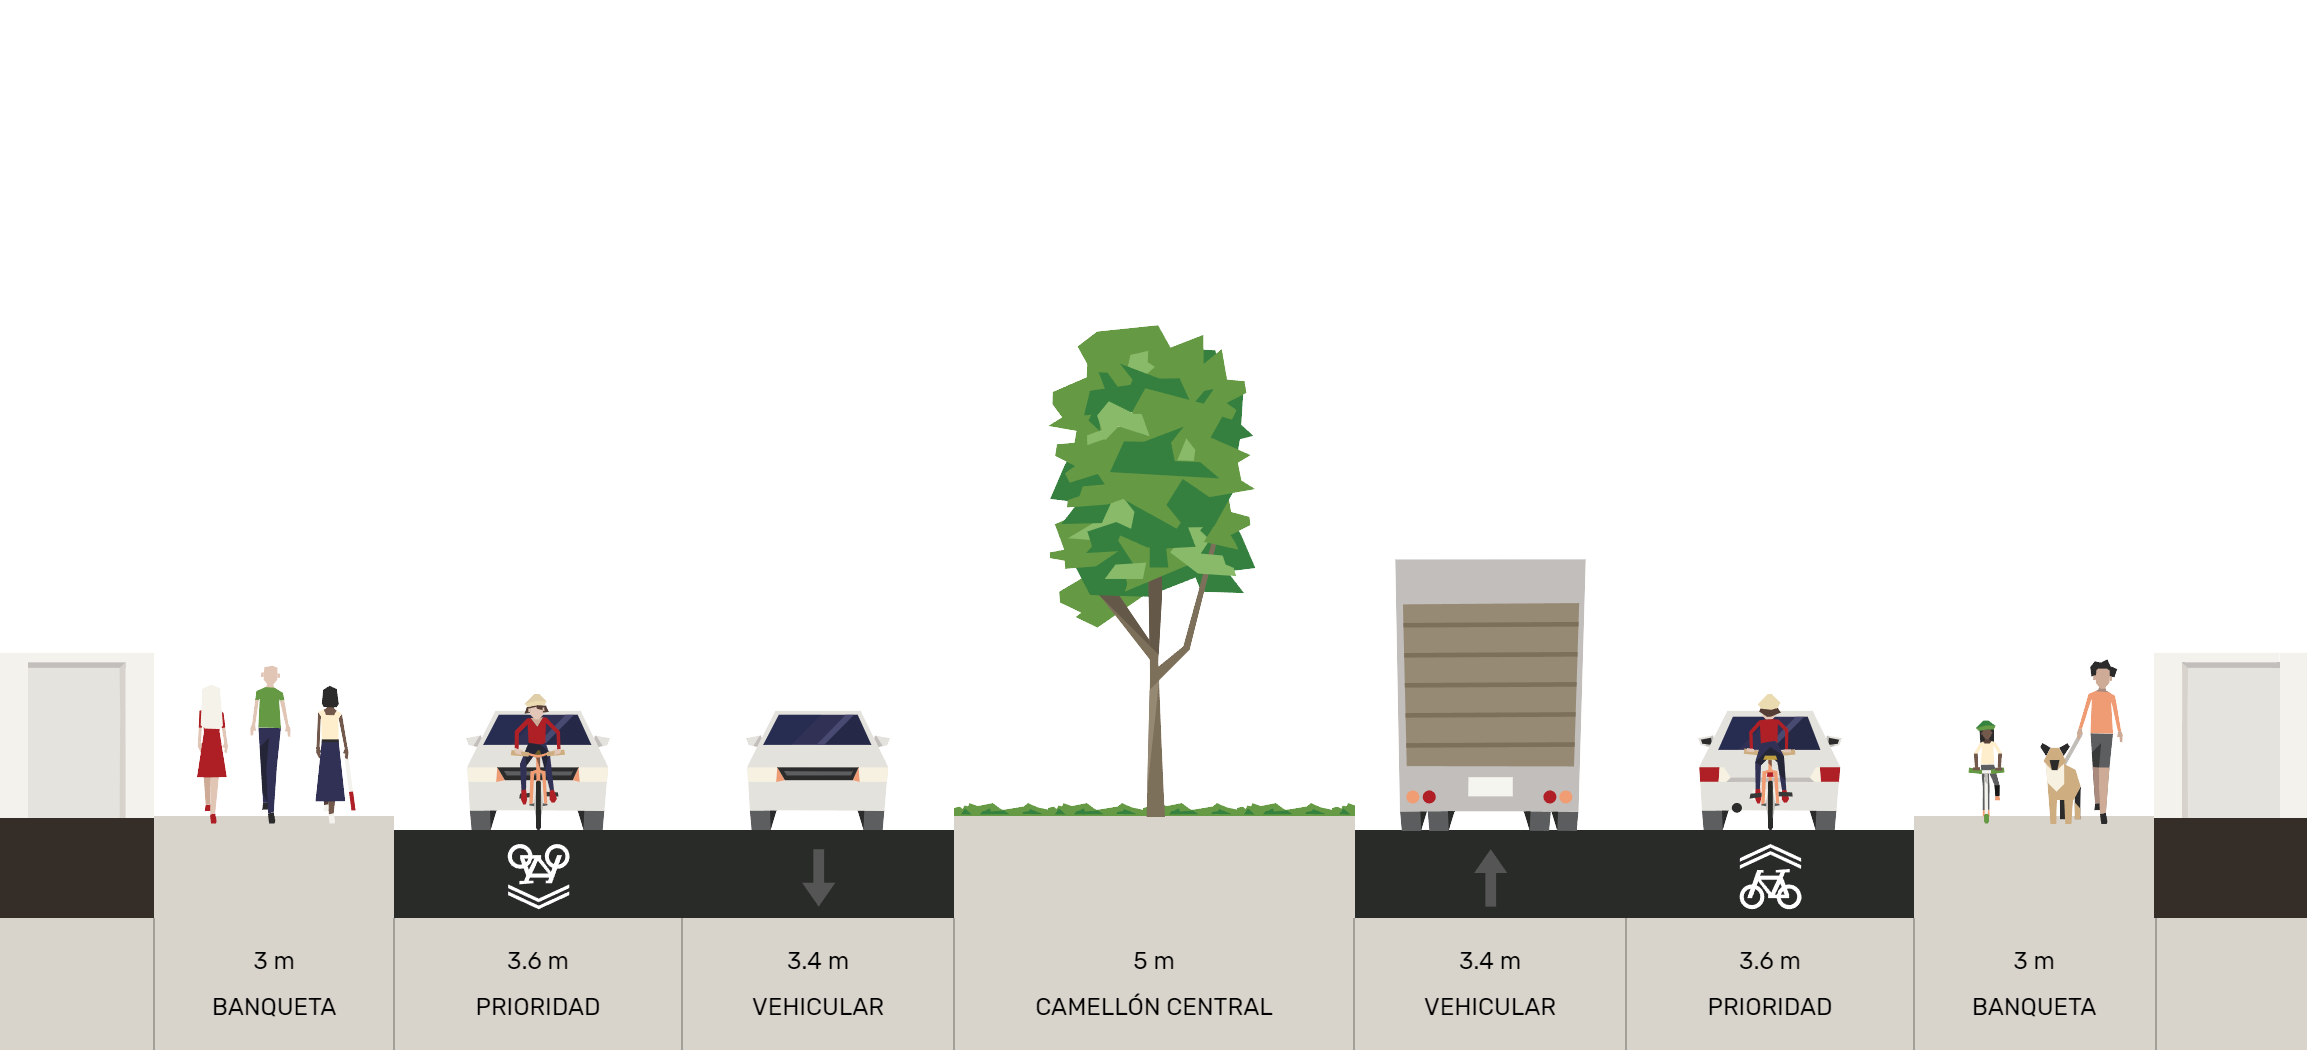 3 m
BANQUETA
3.6 m
PRIORIDAD
3.4 m
VEHICULAR
5 m
CAMELLÓN CENTRAL
3.4 m
VEHICULAR
3.6 m
PRIORIDAD
3 m
BANQUETA